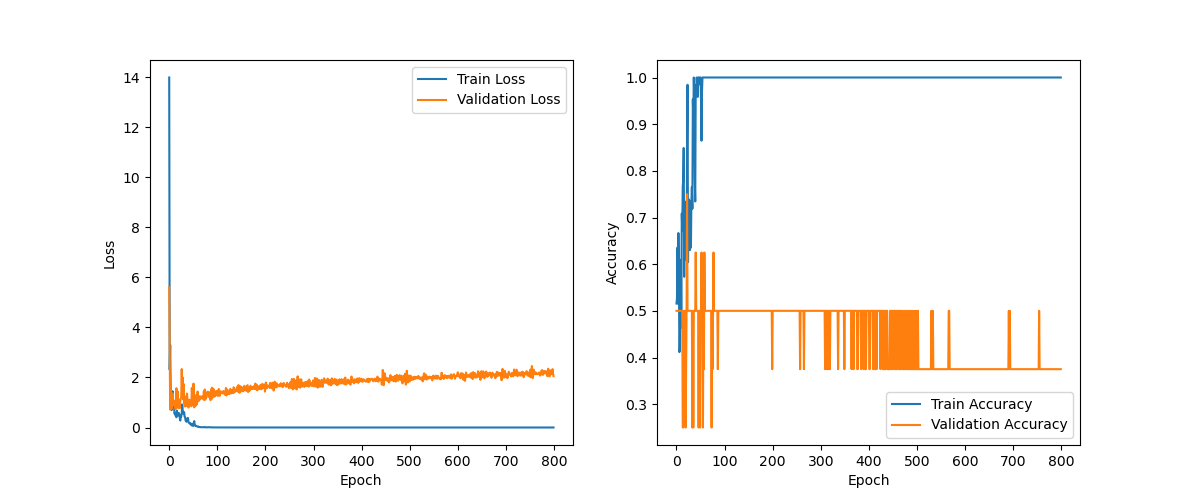 14
12
10
8
6
4
2
0
Loss
0 100 200 300 400 500 600 700 800
Epoch
Train Loss
Validation Loss
1.0
0.9
0.8
0.7
0.6
0.5
0.4
0.3
Accuracy
0 100 200 300 400 500 600 700 800
Epoch
Train Accuracy
Validation Accuracy